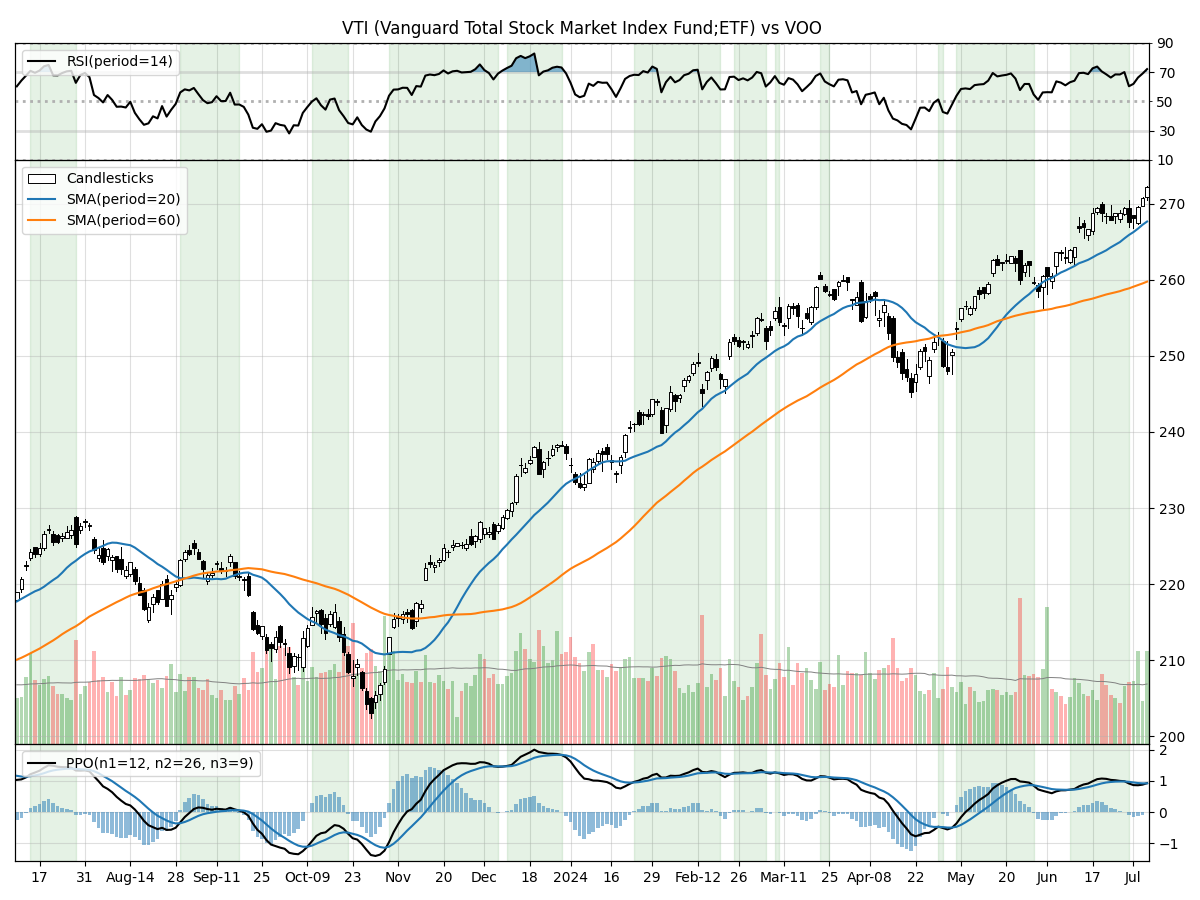 VTI (Vanguard Total Stock Market Index Fund;ETF) vs VOO
RSI(period=14)
90
70
50
30
10
Candlesticks
SMA(period=20)
SMA(period=60)
270
260
250
240
230
220
210
200
PPO(n1=12, n2=26, n3=9)
2
1
0
−1
17 31 Aug-14 28 Sep-11 25 Oct-09 23 Nov 20 Dec 18 2024 16 29 Feb-12 26 Mar-11 25 Apr-08 22 May 20 Jun 17 Jul